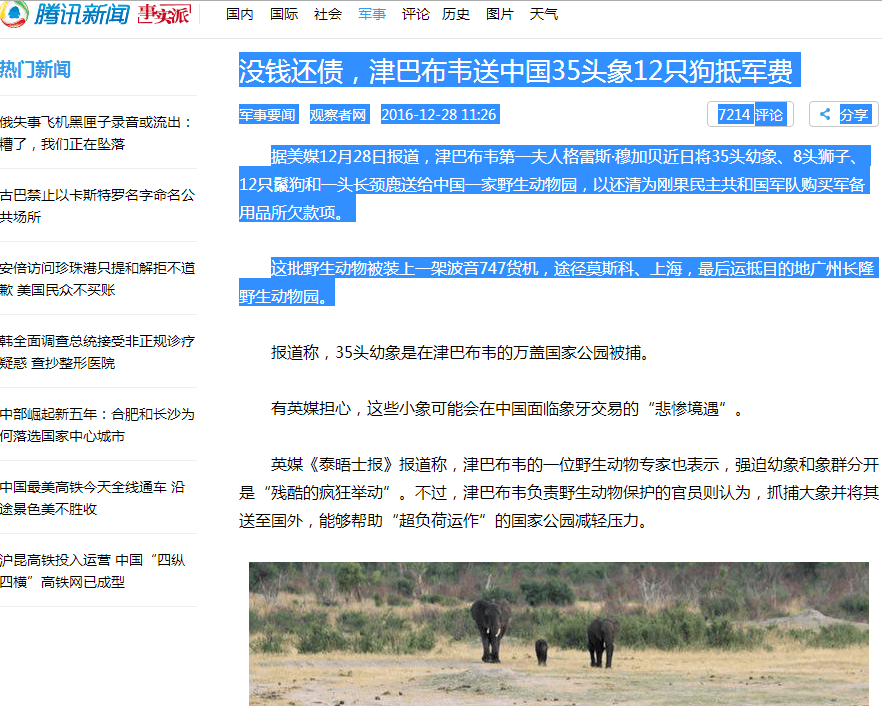 腾讯新闻 事实派 国内 国际 社会 军事 评论 历史 图片 天气
热门新闻
俄失事飞机黑匣子录音或流出：
糟了，我们正在坠落
古巴禁止以卡斯特罗名字命名公
共场所
安倍访问珍珠港只提和解拒不道
歉 美国民众不买账
韩全面调查总统接受非正规诊疗
疑惑 查抄整形医院
中部崛起新五年：合肥和长沙为
何落选国家中心城市
中国最美高铁今天全线通车 沿
途景色美不胜收
沪昆高铁投入运营 中国“四纵
四横”高铁网已成型
没钱还债，津巴布韦送中国35头象12只狗抵军费
军事要闻 观察者网 2016-12-28 11:26 7214 评论 分享
据美媒12月28日报道，津巴布韦第一夫人格雷斯·穆加贝近日将35头幼象、8头狮子、
12只鬣狗和一头长颈鹿送给中国一家野生动物园，以还清为刚果民主共和国军队购买军备
用品所欠款项。
这批野生动物被装上一架波音747货机，途径莫斯科、上海，最后运抵目的地广州长隆
野生动物园。
报道称，35头幼象是在津巴布韦的万盖国家公园被捕。
有英媒担心，这些小象可能会在中国面临象牙交易的“悲惨境遇”。
英媒《泰晤士报》报道称，津巴布韦的一位野生动物专家也表示，强迫幼象和象群分开
是“残酷的疯狂举动”。不过，津巴布韦负责野生动物保护的官员则认为，抓捕大象并将其
送至国外，能够帮助“超负荷运作”的国家公园减轻压力。